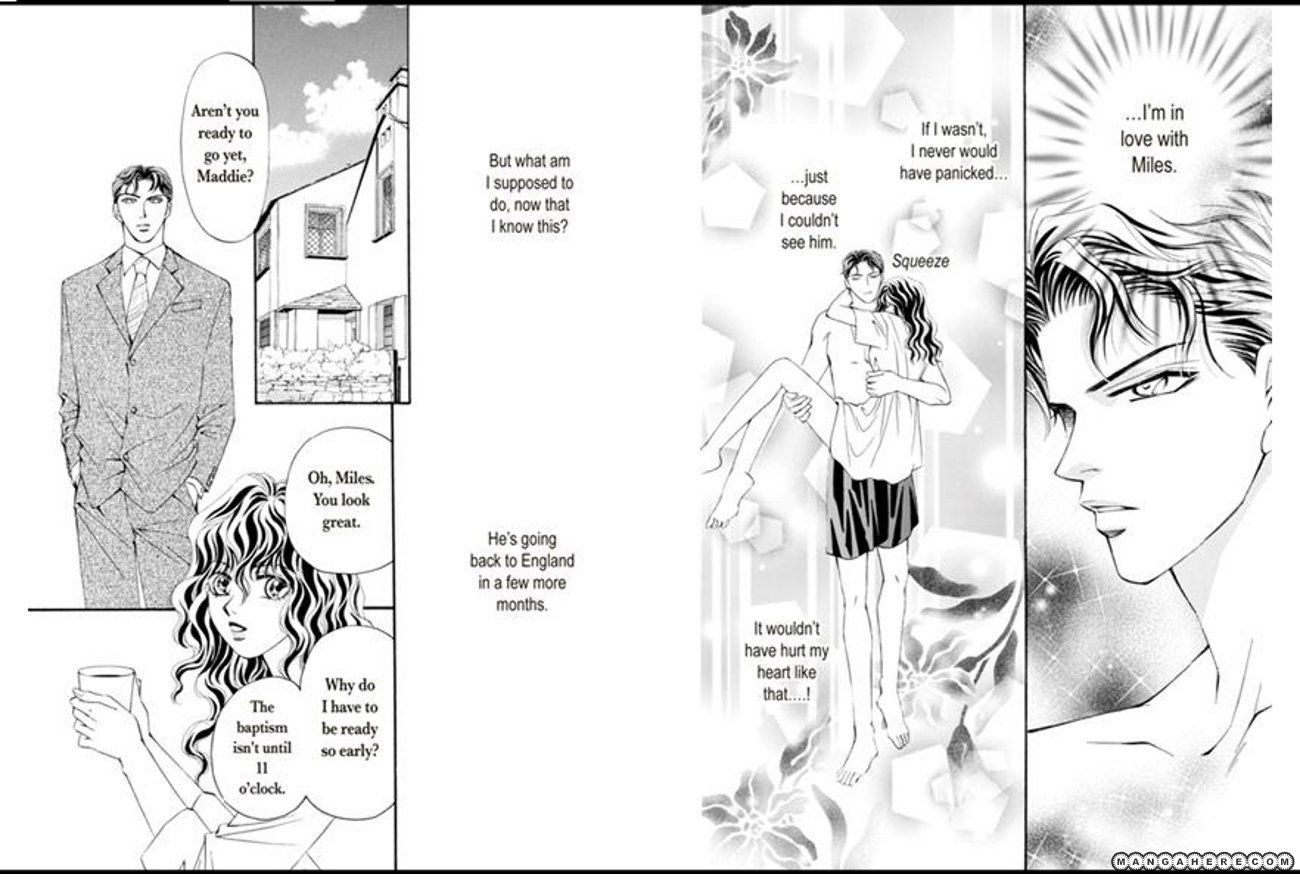 …I'm in
love with
Miles.
If I wasn't,
I never would
have panicked…
…just
because
I couldn't
see him.
Squeeze
It wouldn't
have hurt my
heart like
that….!
But what am
I supposed to
do, now that
I know this?
He's going
back to England
in a few more
months.
Aren't you
ready to
go yet,
Maddie?
Oh, Miles.
You look
great.
Why do
I have to
be ready
so early?
The
baptism
isn't until
11
o'clock.
MANGAHERE.COM